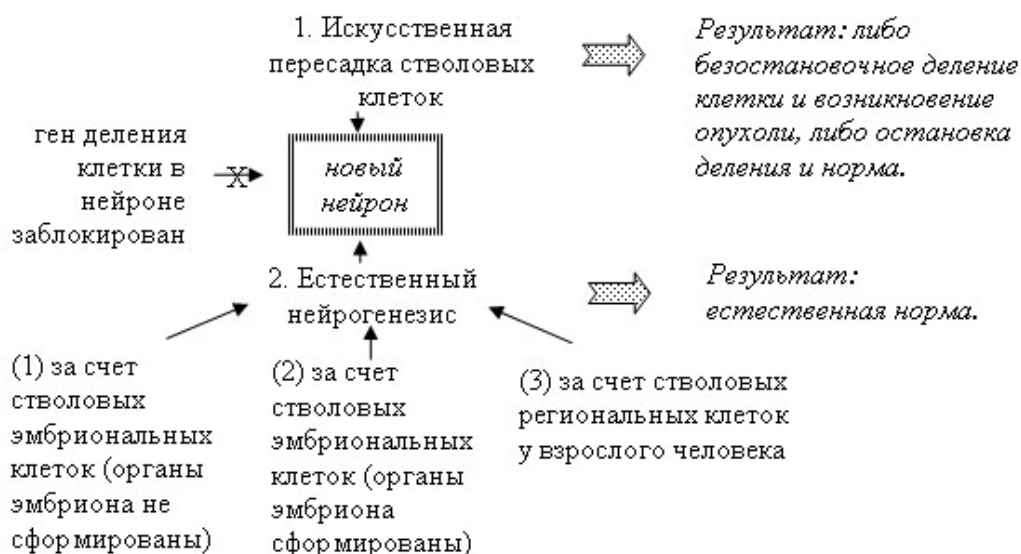 1. Искусственная
пересадка стволовых
клеток
Результат: либо
безостановочное деление
клетки и возникновение
опухоли, либо остановка
деления и норма.
ген деления
клетки в
нейроне
заблокирован
X
новый
нейрон
2. Естественный
нейрогенезис
Результат:
естественная норма.
(1) за счет
стволовых
эмбриональных
клеток (органы
эмбриона не
сформированы)
(2) за счет
стволовых
эмбриональных
клеток (органы
эмбриона
сформированы)
(3) за счет стволовых
региональных клеток
у взрослого человека